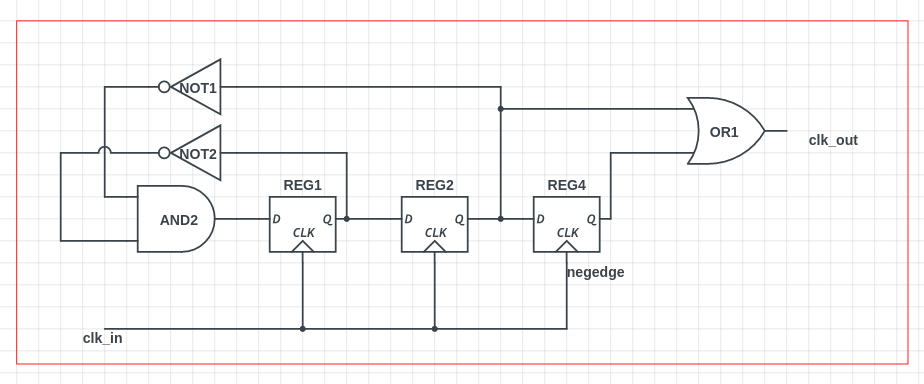 NOT1
OR1
clk_out
NOT2
REG1
REG2
REG4
AND2
D
Q
CLK
D
Q
CLK
D
Q
CLK
negedge
clk_in